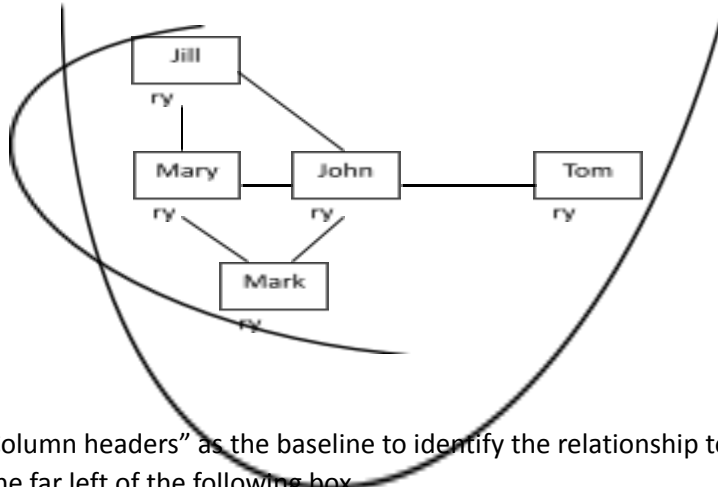 Jill
ry
Mary John Tom
ry ry ry
Mark
ry
olumn headers” as the baseline to identify the relationship to
he far left of the following box